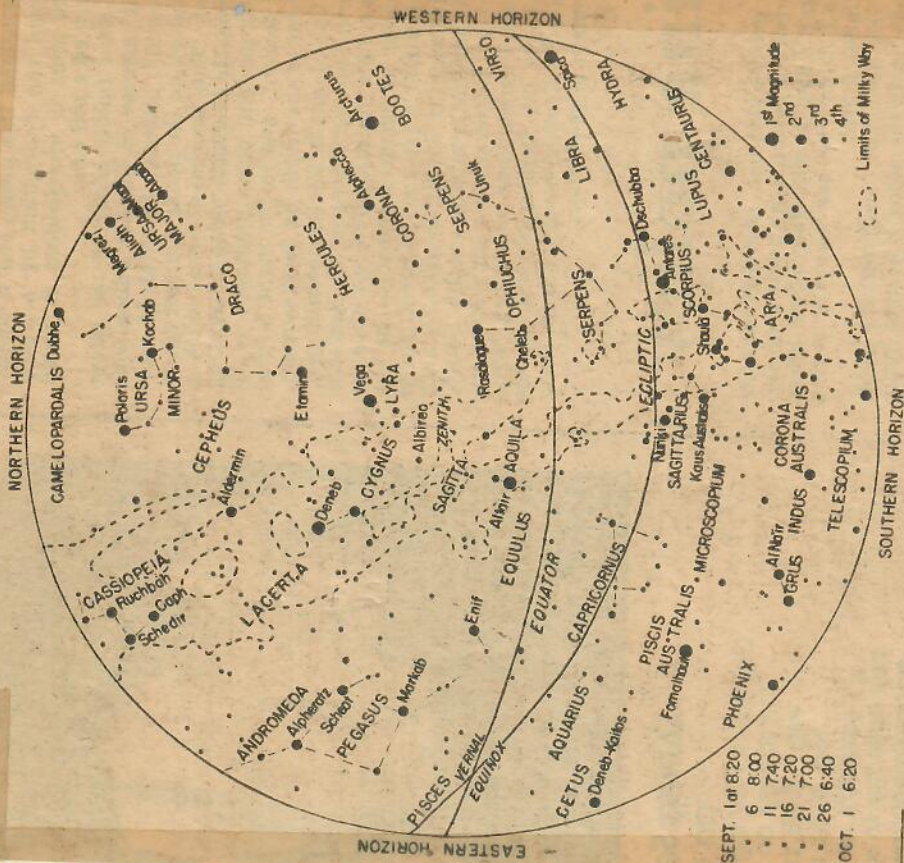 WESTERN HORIZON
NORTHERN HORIZON
SOUTHERN HORIZON
EASTERN HORIZON
CAMELOPARDALIS
Dubhe
Megrez
Alioth
Mizar
Alcaid
URSA
MAJOR
Polaris
URSA
MINOR
Kochab
DRACO
Etamin
CEPHEUS
Aldermin
CASSIOPEIA
Ruchbah
Caph
Schedir
LACERTA
Deneb
CYGNUS
Vega
LYRA
Albireo
HERCULES
Arcturus
BOOTES
Alphecca
CORONA
SERPENS
Unuk
VIRGO
Spica
HYDRA
LIBRA
Dschubba
CENTAURUS
LUPUS
Antares
SCORPIUS
Shaula
ARA
SERPENS
OPHIUCHUS
Rasalague
Cheleb
ZENITH
SAGITTA
AQUILA
Altair
EQUULUS
EQUATOR
ECLIPTIC
Nunki
SAGITTARIUS
Kaus Australis
CORONA
AUSTRALIS
TELESCOPIUM
INDUS
MICROSCOPIUM
Al Na'ir
GRUS
PISCIS
AUSTRALIS
Fomalhaut
PHOENIX
CAPRICORNUS
AQUARIUS
CETUS
Deneb-Kaitos
Enif
Markab
PEGASUS
Scheat
Alpheratz
ANDROMEDA
PISCES
VERNAL
EQUINOX
1st Magnitude
2nd "
3rd "
4th "
Limits of Milky Way
SEPT. 1 at 8:20
" 6 8:00
" 11 7:40
" 16 7:20
" 21 7:00
" 26 6:40
OCT. 1 6:20